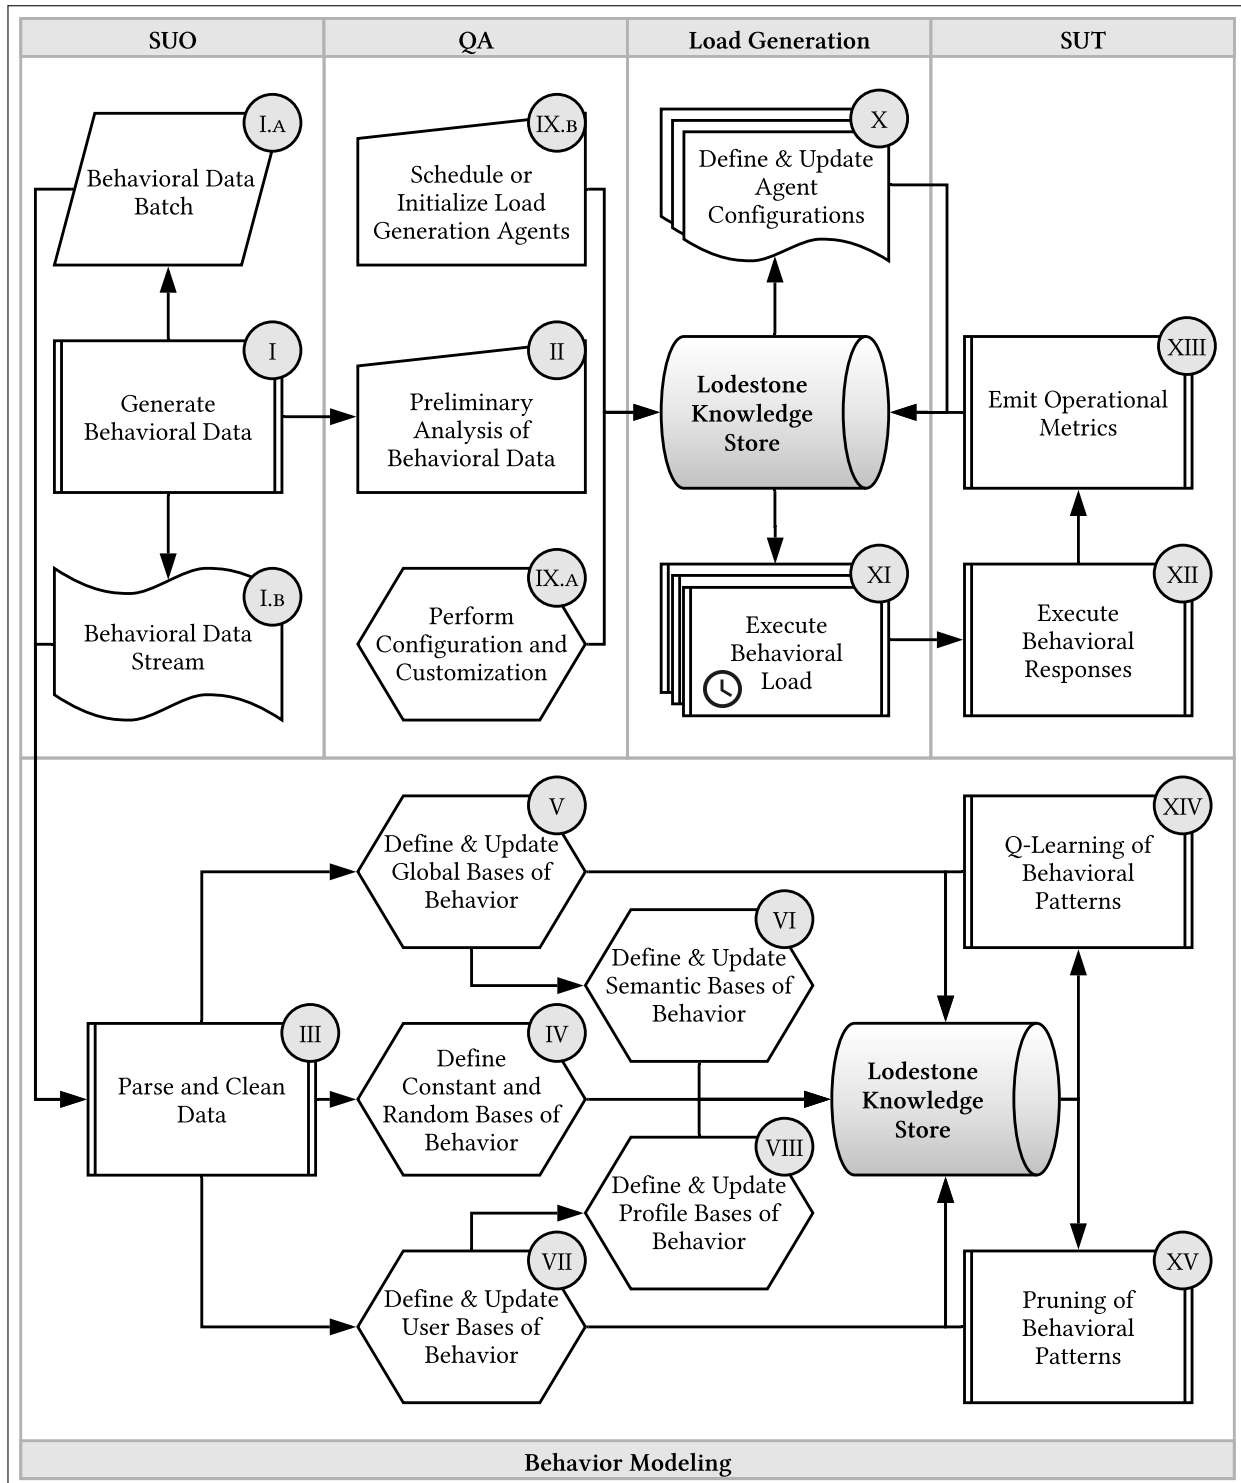 SUO
QA
Load Generation
SUT
I.A
Behavioral Data
Batch
IX.B
Schedule or
Initialize Load
Generation Agents
X
Define & Update
Agent
Configurations
I
Generate
Behavioral Data
II
Preliminary
Analysis of
Behavioral Data
Lodestone
Knowledge
Store
XIII
Emit Operational
Metrics
I.B
Behavioral Data
Stream
IX.A
Perform
Configuration and
Customization
XI
Execute
Behavioral
Load
XII
Execute
Behavioral
Responses
V
Define & Update
Global Bases of
Behavior
XIV
Q-Learning of
Behavioral
Patterns
VI
Define & Update
Semantic Bases of
Behavior
III
Parse and Clean
Data
IV
Define
Constant and
Random Bases of
Behavior
Lodestone
Knowledge
Store
VIII
Define & Update
Profile Bases of
Behavior
VII
Define & Update
User Bases of
Behavior
XV
Pruning of
Behavioral
Patterns
Behavior Modeling